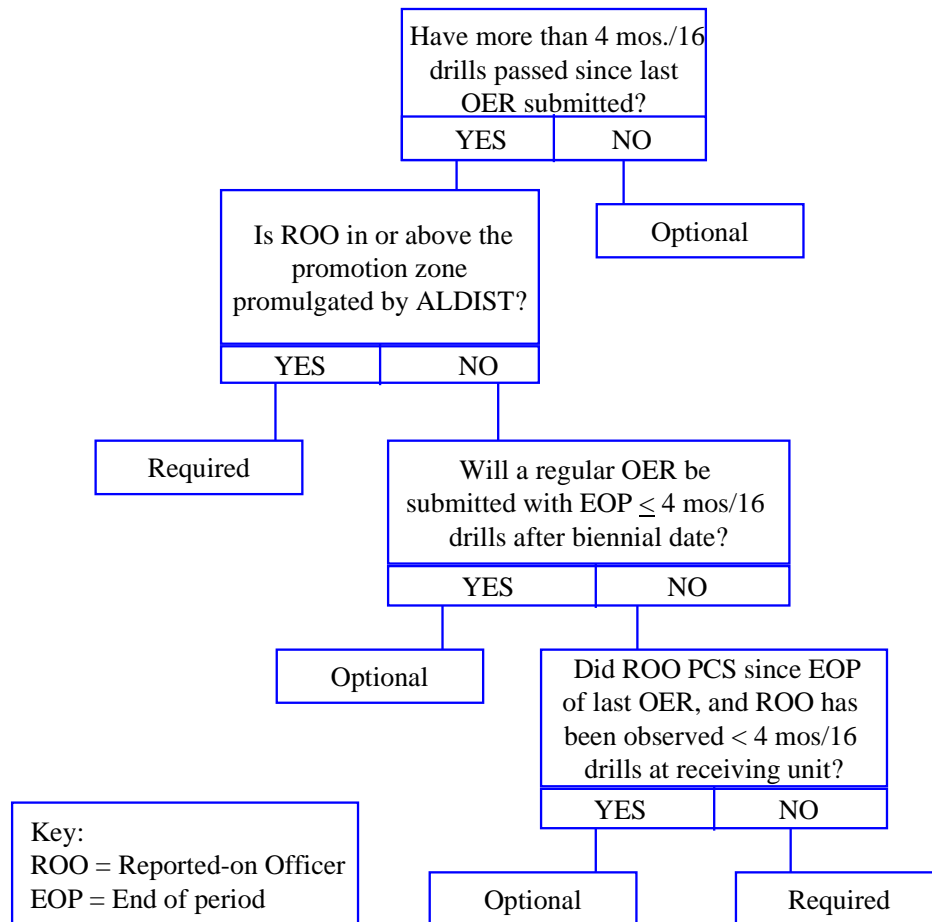 Have more than 4 mos./16
drills passed since last
OER submitted?
YES
NO
Is ROO in or above the
promotion zone
promulgated by ALDIST?
Optional
YES
NO
Required
Will a regular OER be
submitted with EOP ≤ 4 mos/16
drills after biennial date?
YES
NO
Optional
Did ROO PCS since EOP
of last OER, and ROO has
been observed < 4 mos/16
drills at receiving unit?
YES
NO
Key:
ROO = Reported-on Officer
EOP = End of period
Optional
Required